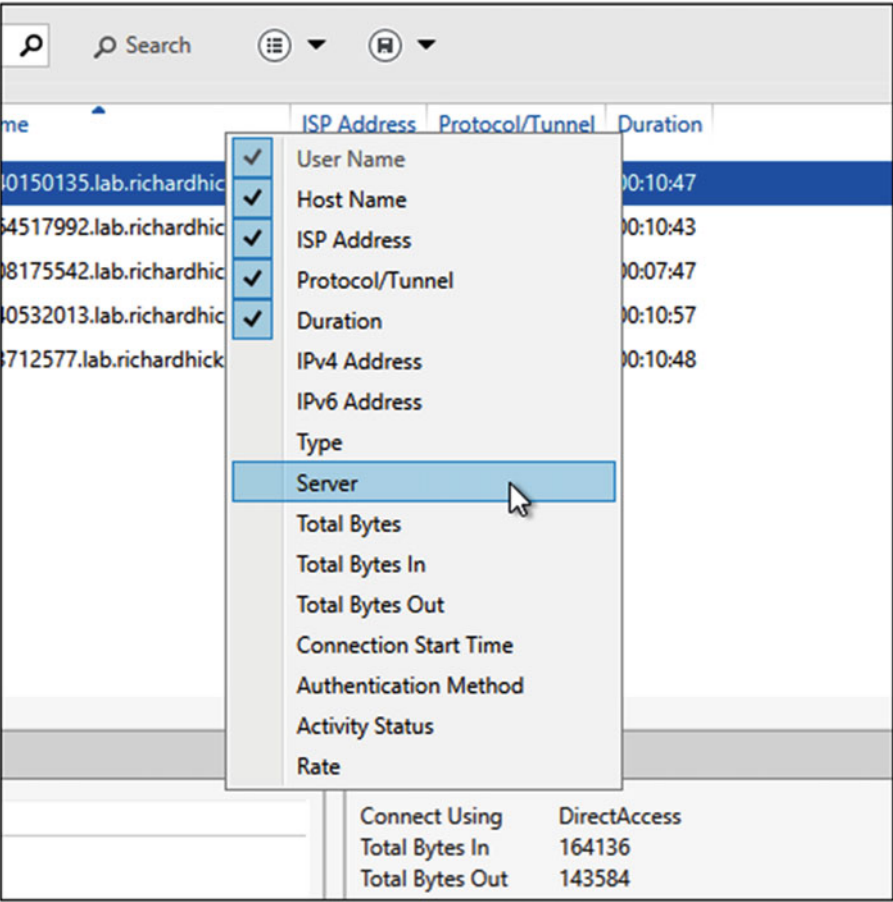 Search
me ISP Address Protocol/Tunnel Duration
40150135.lab.richardhic 00:10:47
64517992.lab.richardhic 00:10:43
08175542.lab.richardhic 00:07:47
40532013.lab.richardhic 00:10:57
3712577.lab.richardhick 00:10:48
User Name
Host Name
ISP Address
Protocol/Tunnel
Duration
IPv4 Address
IPv6 Address
Type
Server
Total Bytes
Total Bytes In
Total Bytes Out
Connection Start Time
Authentication Method
Activity Status
Rate
Connect Using DirectAccess
Total Bytes In 164136
Total Bytes Out 143584